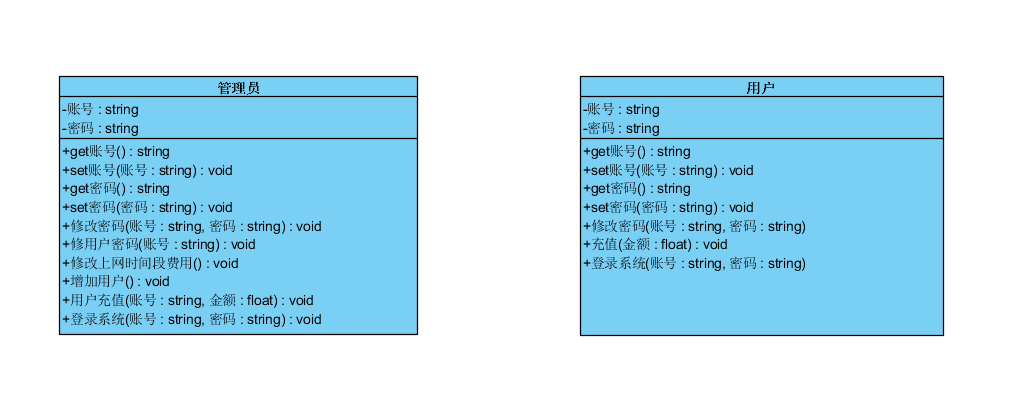 管理员
-账号 : string
-密码 : string
+get账号() : string
+set账号(账号 : string) : void
+get密码() : string
+set密码(密码 : string) : void
+修改密码(账号 : string, 密码 : string) : void
+修用户密码(账号 : string) : void
+修改上网时间段费用() : void
+增加用户() : void
+用户充值(账号 : string, 金额 : float) : void
+登录系统(账号 : string, 密码 : string) : void
用户
-账号 : string
-密码 : string
+get账号() : string
+set账号(账号 : string) : void
+get密码() : string
+set密码(密码 : string) : void
+修改密码(账号 : string, 密码 : string)
+充值(金额 : float) : void
+登录系统(账号 : string, 密码 : string)